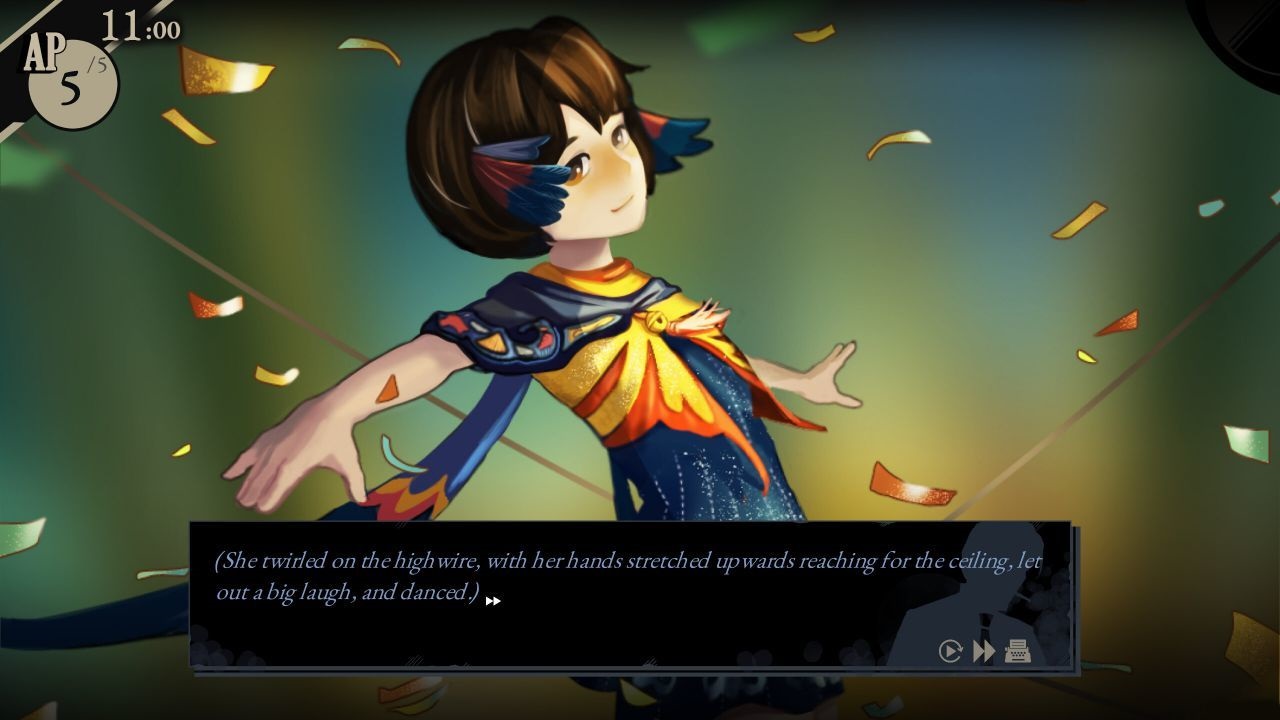 11:00
AP
5/5
(She twirled on the highwire, with her hands stretched upwards reaching for the ceiling, let
out a big laugh, and danced.)